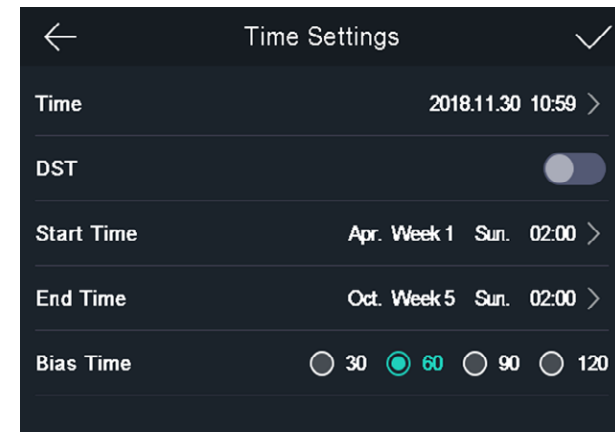 Time Settings
Time 2018.11.30 10:59
DST
Start Time Apr. Week 1 Sun. 02:00
End Time Oct. Week 5 Sun. 02:00
Bias Time 30 60 90 120